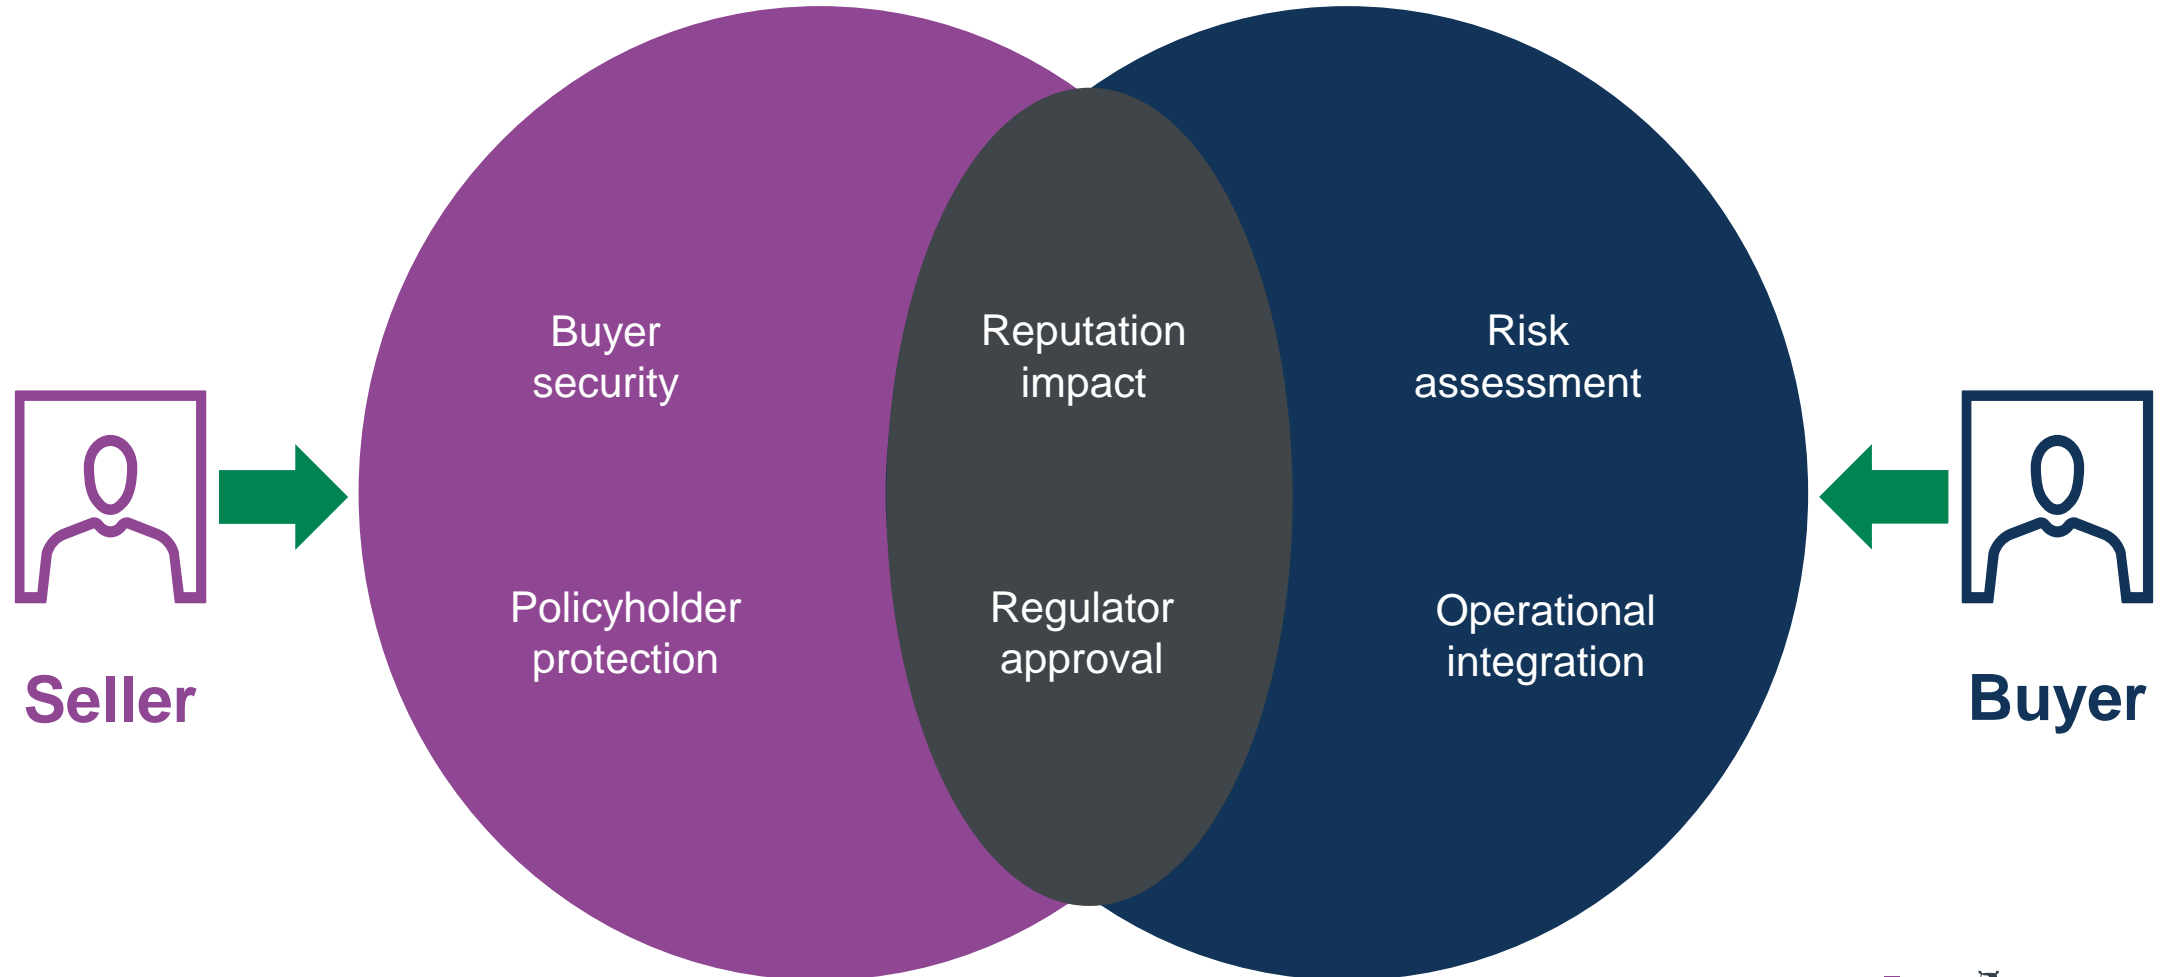 Buyer
security
Reputation
impact
Risk
assessment
Policyholder
protection
Regulator
approval
Operational
integration
Seller
Buyer